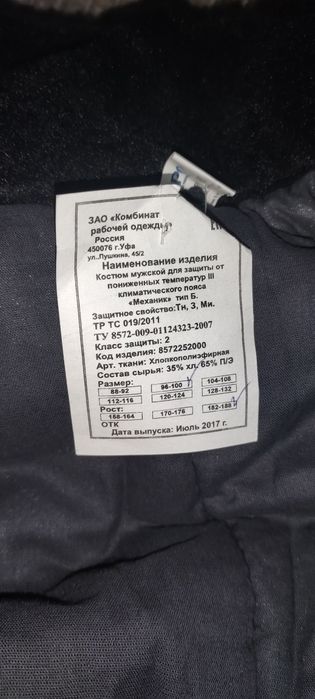 ЗАО «Комбинат
рабочей одежды
Россия
450076 г.Уфа
ул.Пушкина, 45/2
Наименование изделия
Костюм мужской для защиты от
пониженных температур III
климатического пояса
«Механик» тип Б.
Защитное свойство:Тн, З, Ми.
ТР ТС 019/2011
ТУ 8572-009-01124323-2007
Класс защиты: 2
Код изделия: 8572252000
Арт. ткани: Хлопкополиэфирная
Состав сырья: 35% хл, 65% П/Э
Размер:
88-92 96-100 104-108
112-116 120-124 128-132
Рост:
158-164 170-176 182-188
ОТК
Дата выпуска: Июль 2017 г.